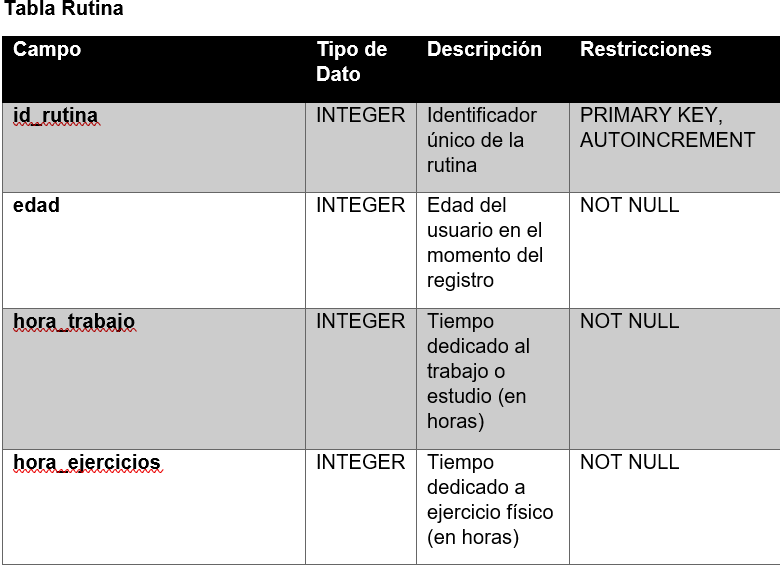 Tabla Rutina
Campo
Tipo de
Dato
Descripción
Restricciones
id_rutina
INTEGER
Identificador
único de la
rutina
PRIMARY KEY,
AUTOINCREMENT
edad
INTEGER
Edad del
usuario en el
momento del
registro
NOT NULL
hora_trabajo
INTEGER
Tiempo
dedicado al
trabajo o
estudio (en
horas)
NOT NULL
hora_ejercicios
INTEGER
Tiempo
dedicado a
ejercicio físico
(en horas)
NOT NULL